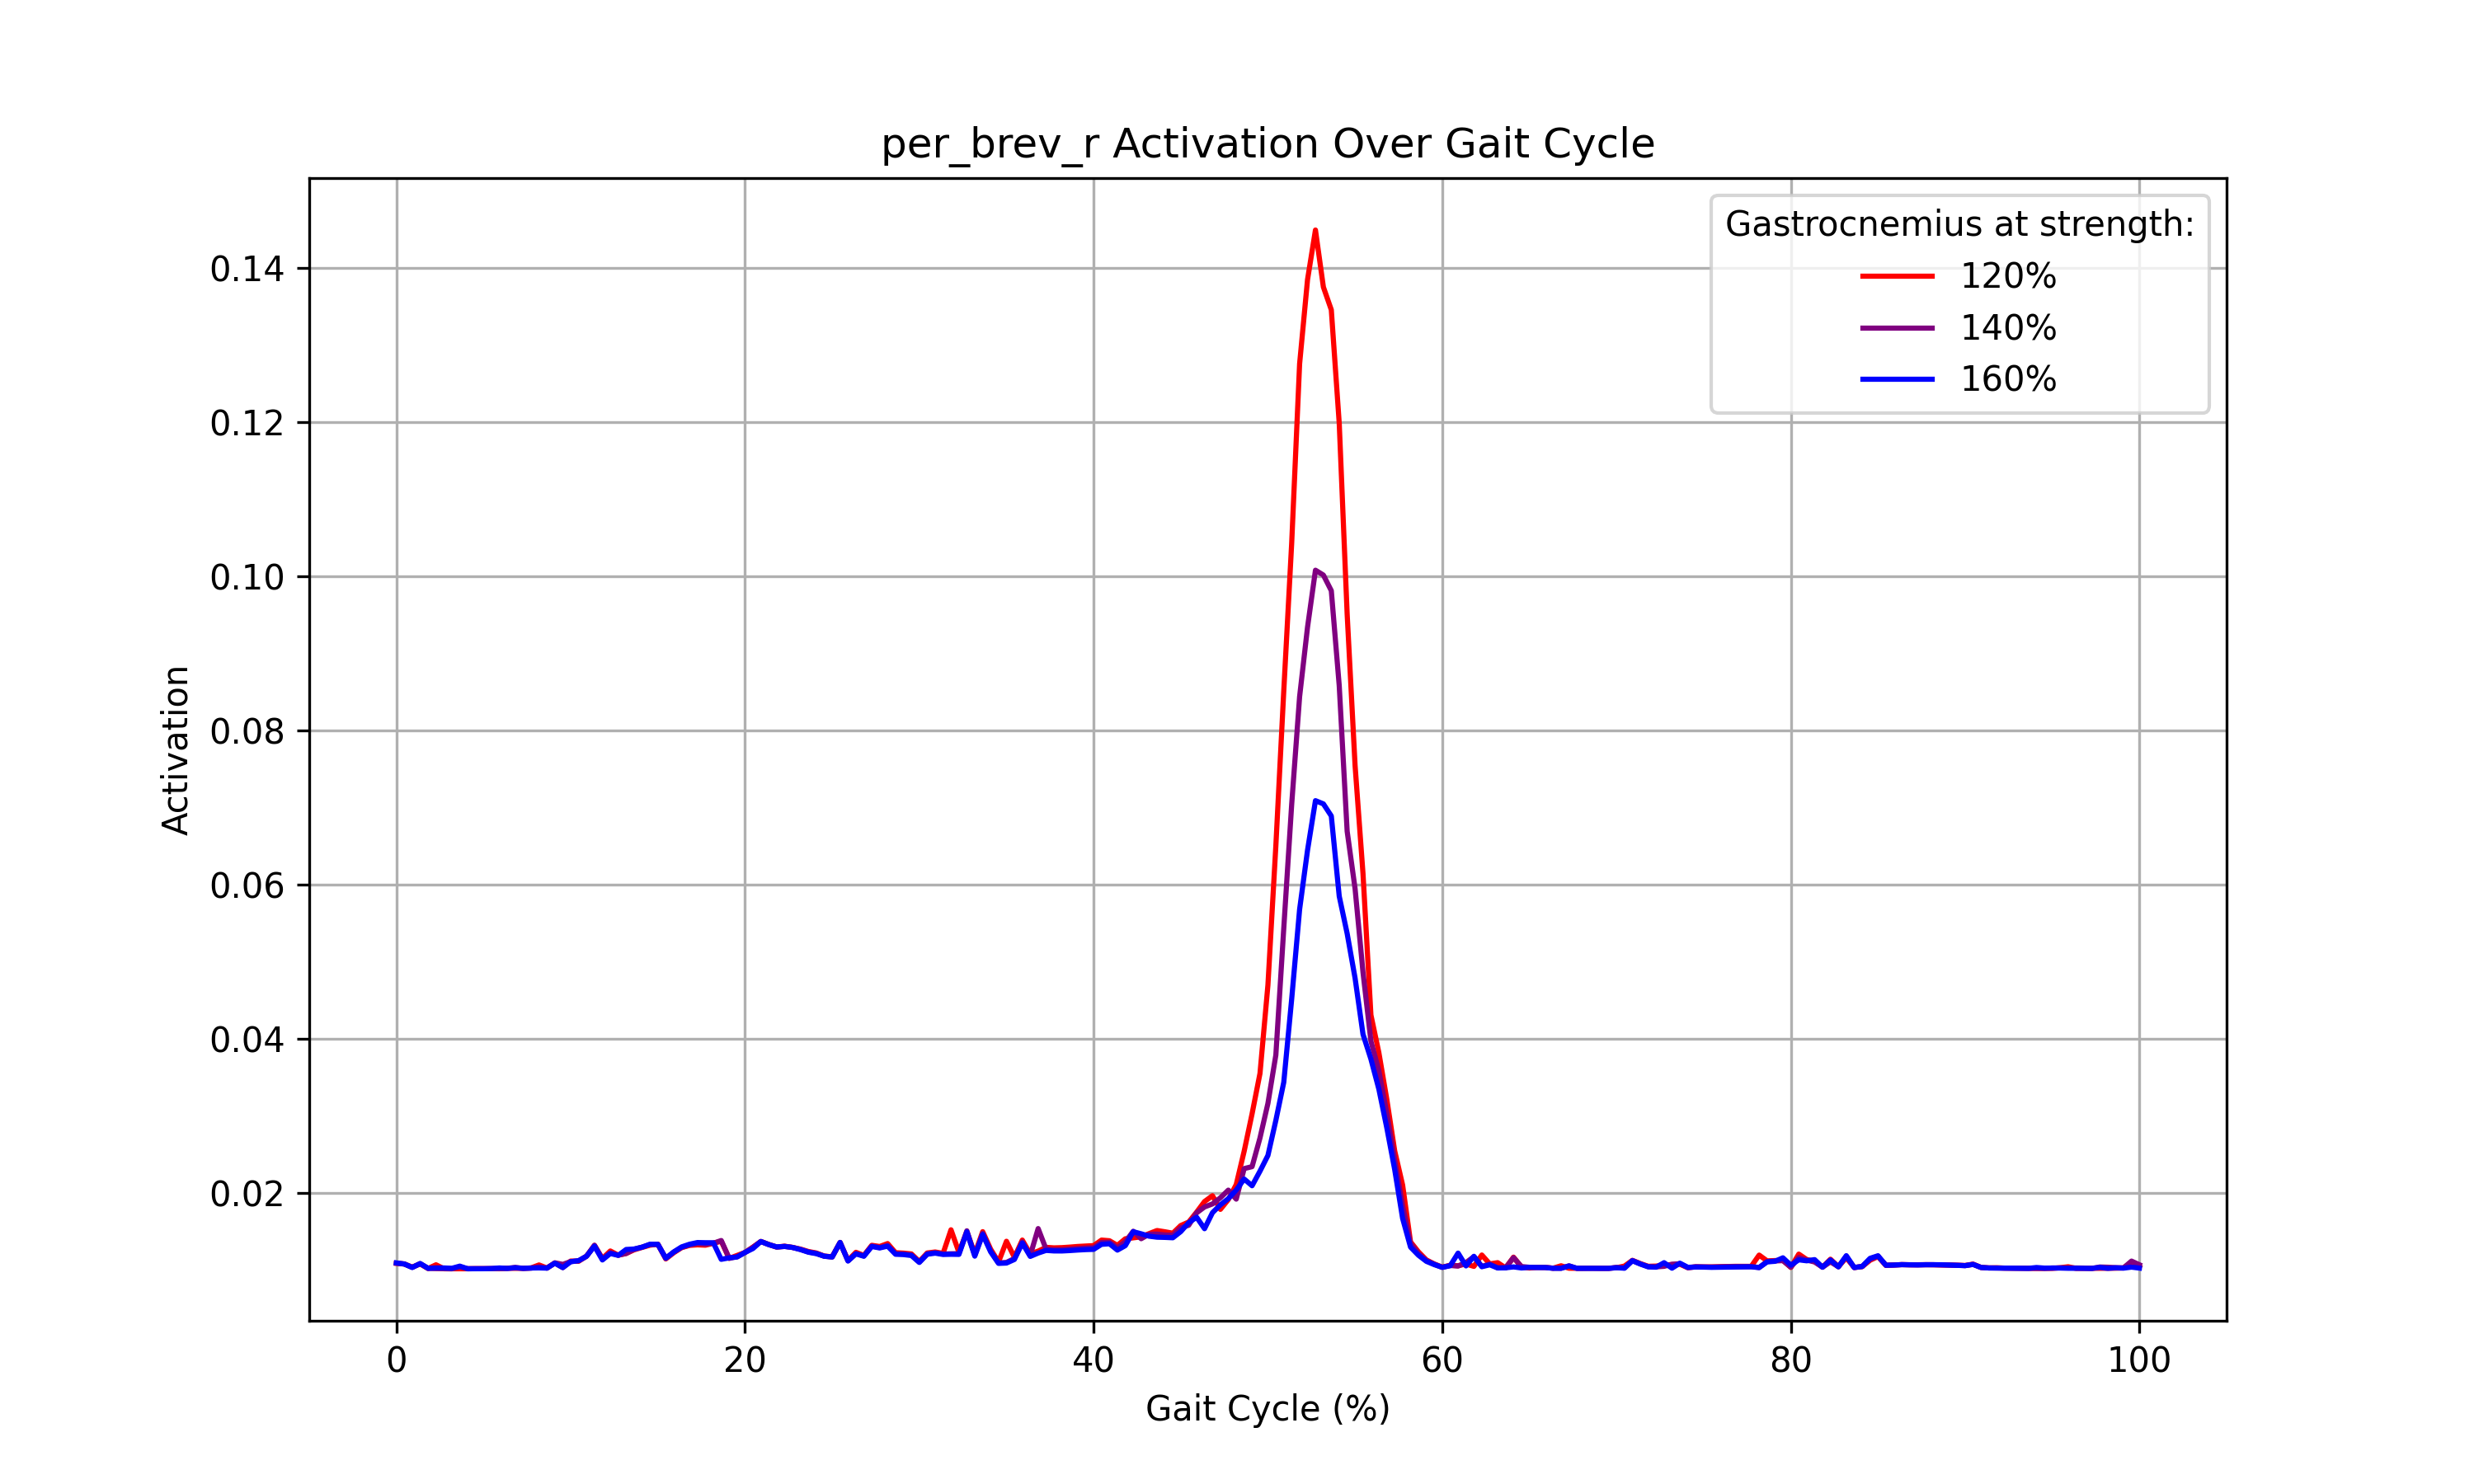 per_brev_r Activation Over Gait Cycle
Gastrocnemius at strength:
120%
140%
160%
0.14
0.12
0.10
0.08
0.06
0.04
0.02
Activation
0 20 40 60 80 100
Gait Cycle (%)